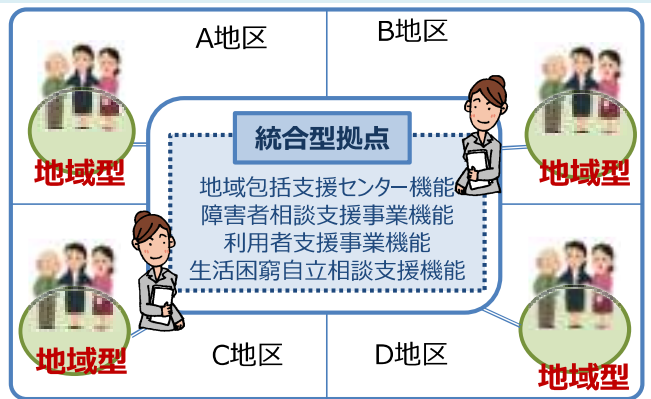 A地区
B地区
地域型
地域型
統合型拠点
地域包括支援センター機能
障害者相談支援事業機能
利用者支援事業機能
生活困窮自立相談支援機能
地域型
地域型
C地区
D地区